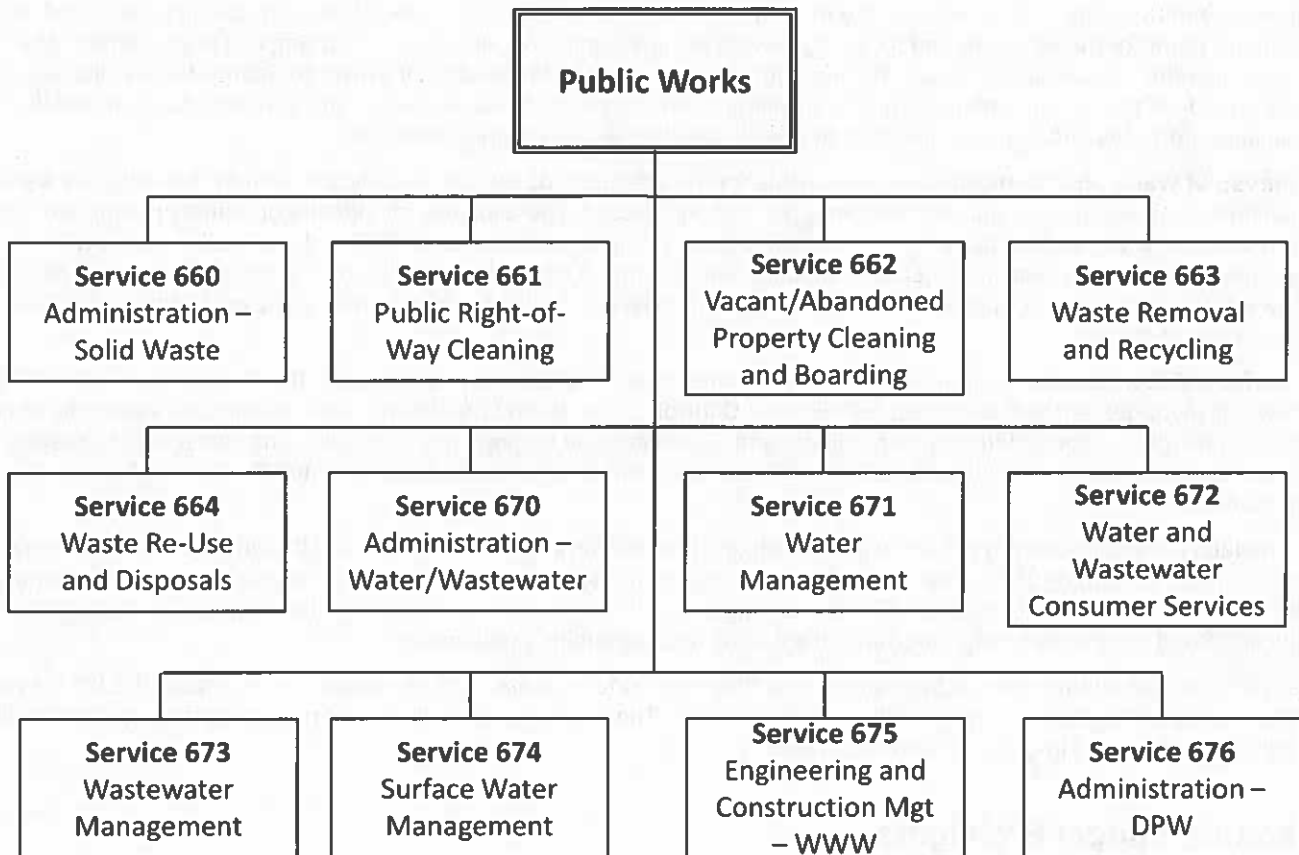 Public Works
Service 660
Administration –
Solid Waste
Service 661
Public Right-of-
Way Cleaning
Service 662
Vacant/Abandoned
Property Cleaning
and Boarding
Service 663
Waste Removal
and Recycling
Service 664
Waste Re-Use
and Disposals
Service 670
Administration –
Water/Wastewater
Service 671
Water
Management
Service 672
Water and
Wastewater
Consumer Services
Service 673
Wastewater
Management
Service 674
Surface Water
Management
Service 675
Engineering and
Construction Mgt
– WWW
Service 676
Administration –
DPW